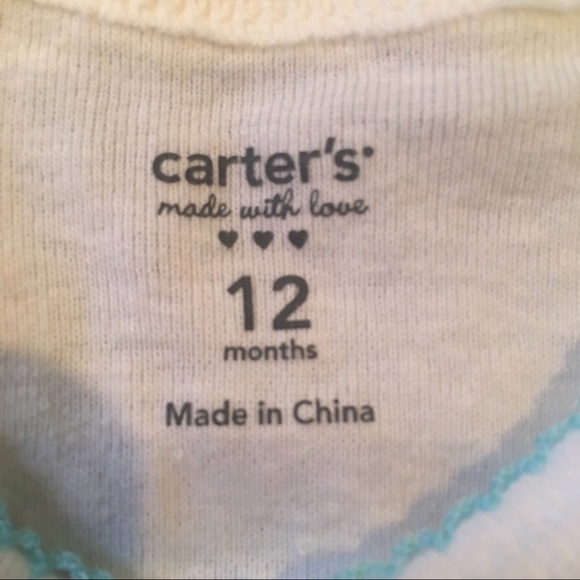 carter's
made with love
♥ ♥ ♥
12
months
Made in China